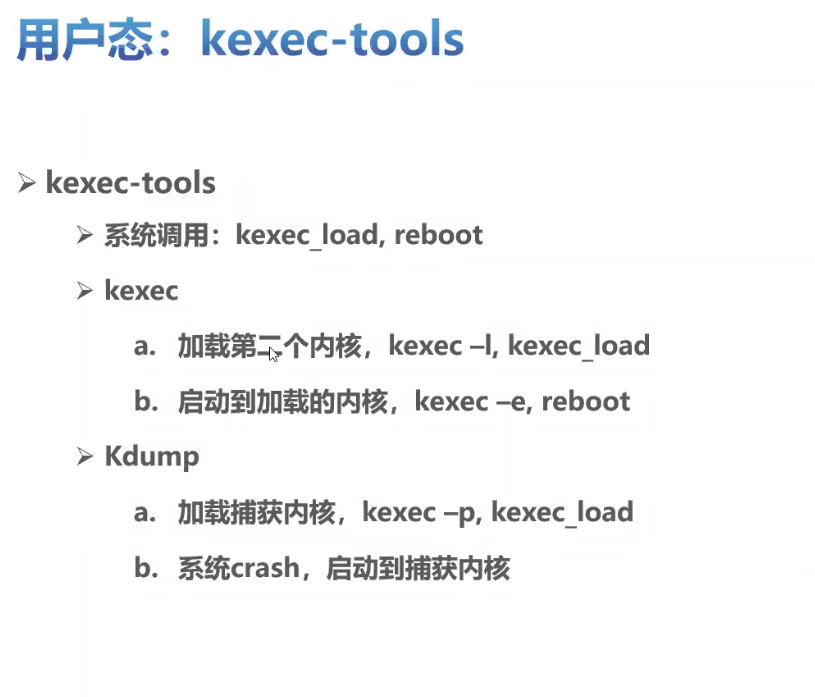 用户态：kexec-tools
➢ kexec-tools
➢ 系统调用：kexec_load, reboot
➢ kexec
a. 加载第二个内核，kexec –l, kexec_load
b. 启动到加载的内核，kexec –e, reboot
➢ Kdump
a. 加载捕获内核，kexec –p, kexec_load
b. 系统crash，启动到捕获内核